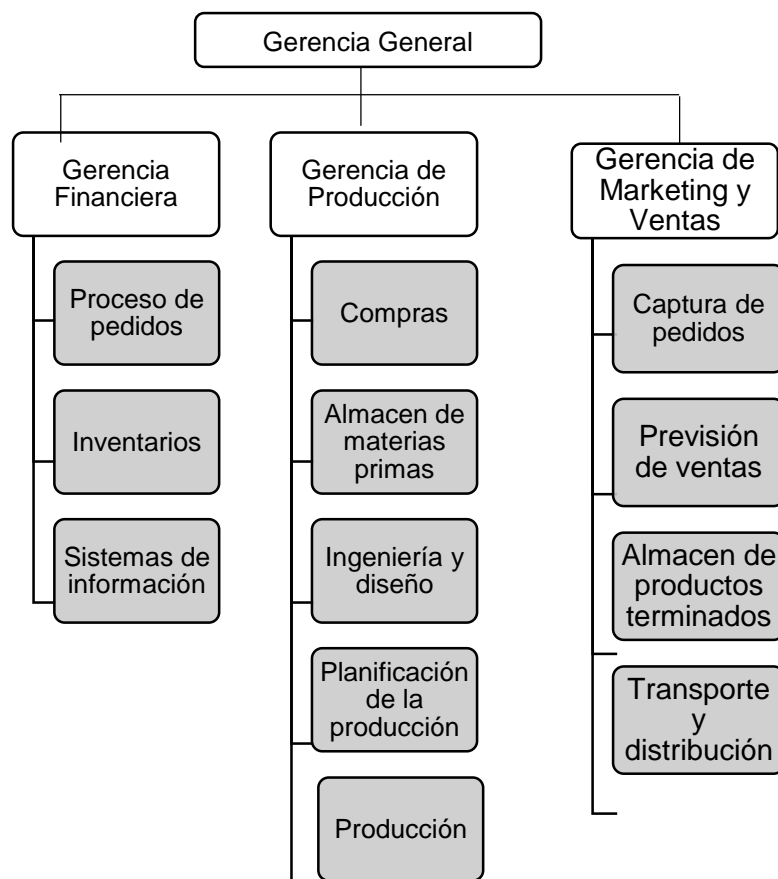 Gerencia General
Gerencia
Financiera
Proceso de
pedidos
Inventarios
Sistemas de
información
Gerencia de
Producción
Compras
Almacen de
materias
primas
Ingeniería y
diseño
Planificación
de la
producción
Producción
Gerencia de
Marketing y
Ventas
Captura de
pedidos
Previsión
de ventas
Almacen de
productos
terminados
Transporte
y
distribución